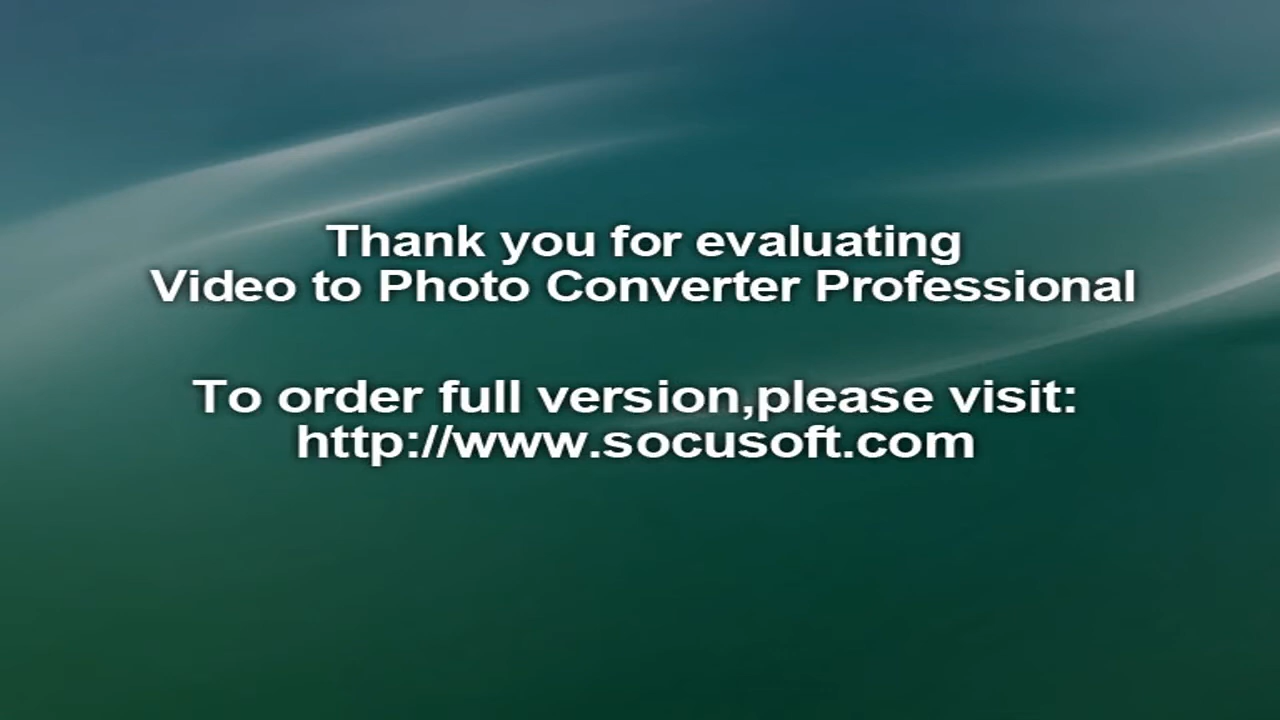 Thank you for evaluating
Video to Photo Converter Professional
To order full version,please visit:
http://www.socusoft.com